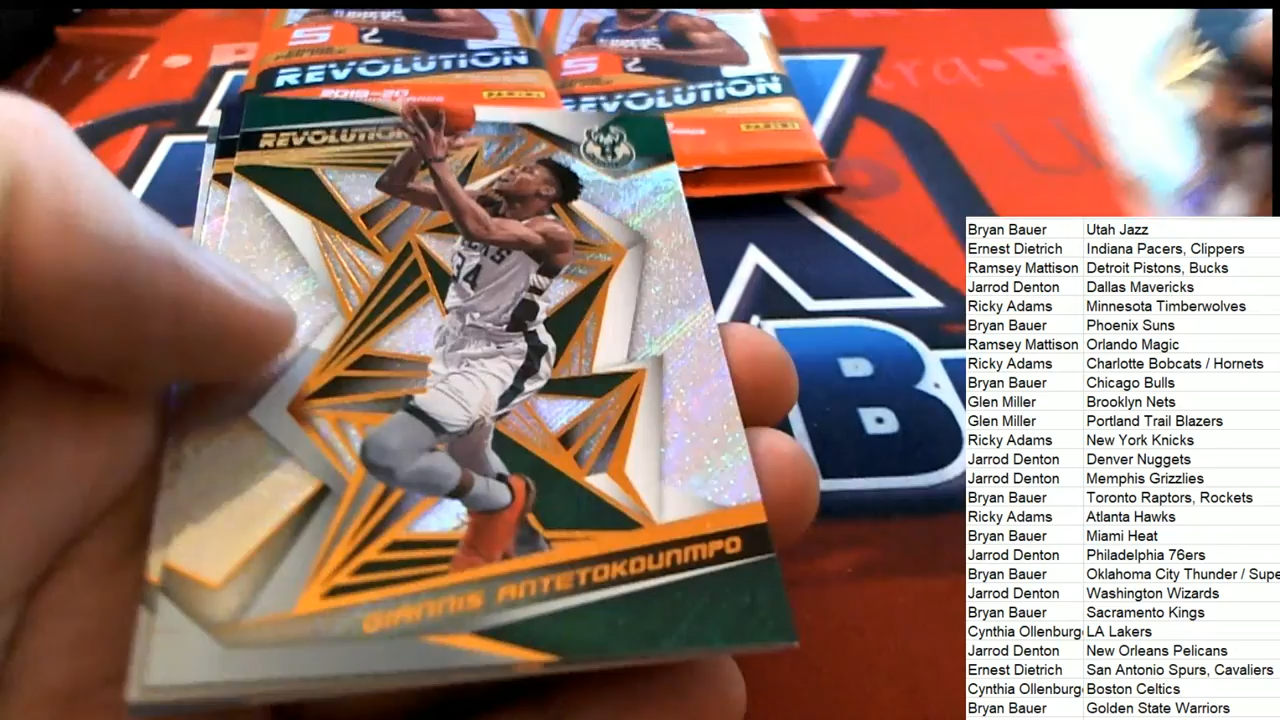 REVOLUTION
REVOLUTION
2019-20
PANINI
PANINI
REVOLUTION
BUCKS
34
GIANNIS ANTETOKOUNMPO
B
Bryan Bauer Utah Jazz
Ernest Dietrich Indiana Pacers, Clippers
Ramsey Mattison Detroit Pistons, Bucks
Jarrod Denton Dallas Mavericks
Ricky Adams Minnesota Timberwolves
Bryan Bauer Phoenix Suns
Ramsey Mattison Orlando Magic
Ricky Adams Charlotte Bobcats / Hornets
Bryan Bauer Chicago Bulls
Glen Miller Brooklyn Nets
Glen Miller Portland Trail Blazers
Ricky Adams New York Knicks
Jarrod Denton Denver Nuggets
Jarrod Denton Memphis Grizzlies
Bryan Bauer Toronto Raptors, Rockets
Ricky Adams Atlanta Hawks
Bryan Bauer Miami Heat
Jarrod Denton Philadelphia 76ers
Bryan Bauer Oklahoma City Thunder / Supe
Jarrod Denton Washington Wizards
Bryan Bauer Sacramento Kings
Cynthia Ollenburg LA Lakers
Jarrod Denton New Orleans Pelicans
Ernest Dietrich San Antonio Spurs, Cavaliers
Cynthia Ollenburg Boston Celtics
Bryan Bauer Golden State Warriors